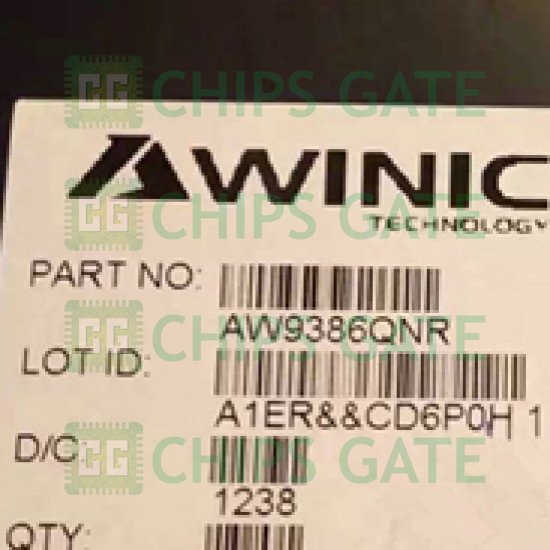 CHIPS GATE
AWINIC
TECHNOLOGY
CHIPS GATE
PART NO:
AW9386QNR
CHIPS GATE
LOT ID:
A1ER&&CD6P0H 1
D/C
CHIPS GATE
1238
QTY: